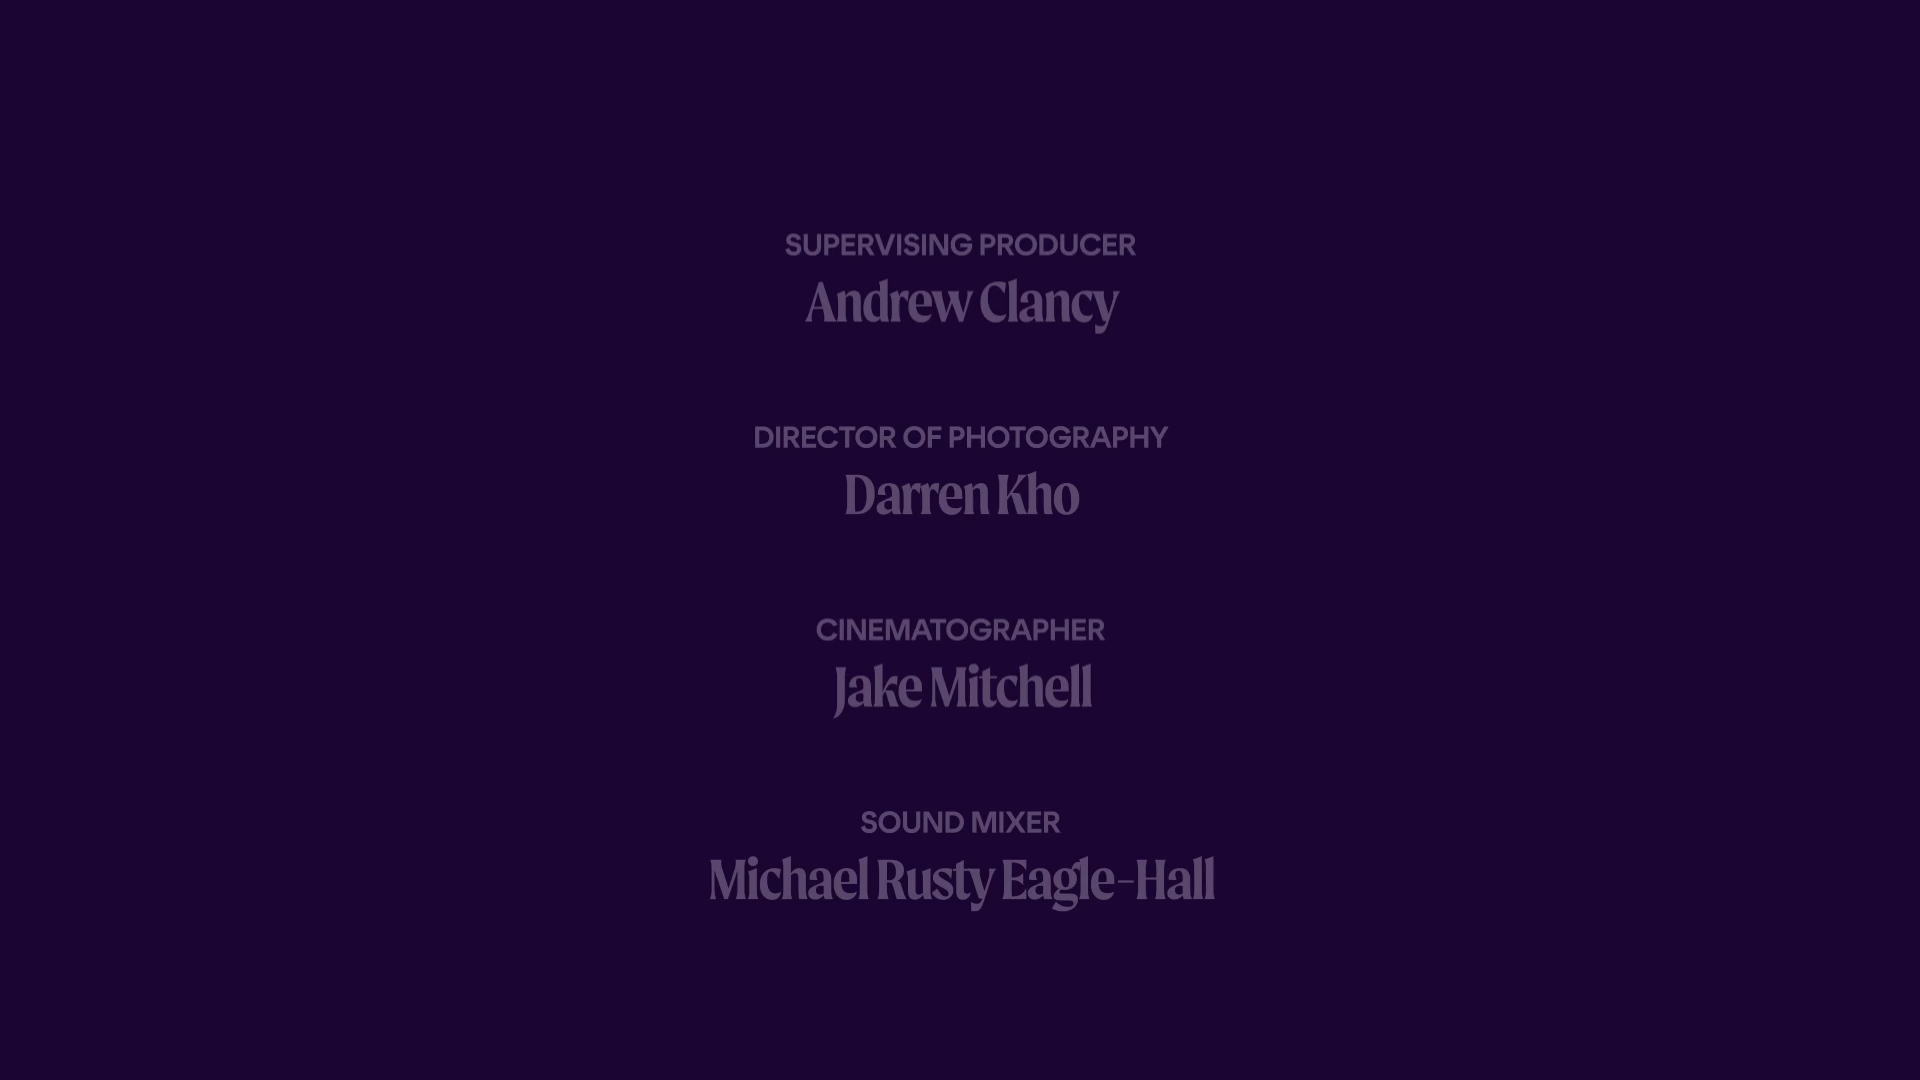 SUPERVISING PRODUCER
Andrew Clancy
DIRECTOR OF PHOTOGRAPHY
Darren Kho
CINEMATOGRAPHER
Jake Mitchell
SOUND MIXER
Michael Rusty Eagle-Hall